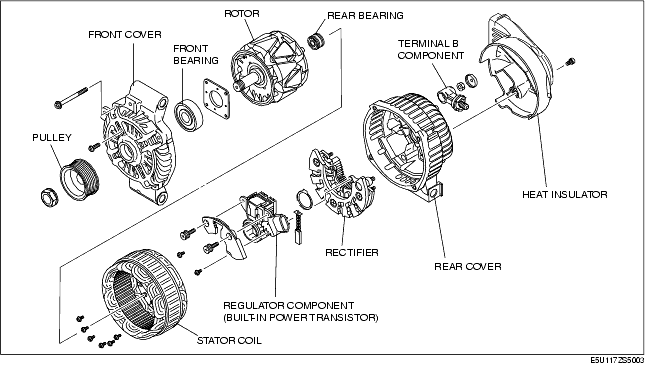 ROTOR
REAR BEARING
FRONT COVER
FRONT
BEARING
TERMINAL B
COMPONENT
PULLEY
HEAT INSULATOR
RECTIFIER
REAR COVER
REGULATOR COMPONENT
(BUILT-IN POWER TRANSISTOR)
STATOR COIL
E5U117ZS5003